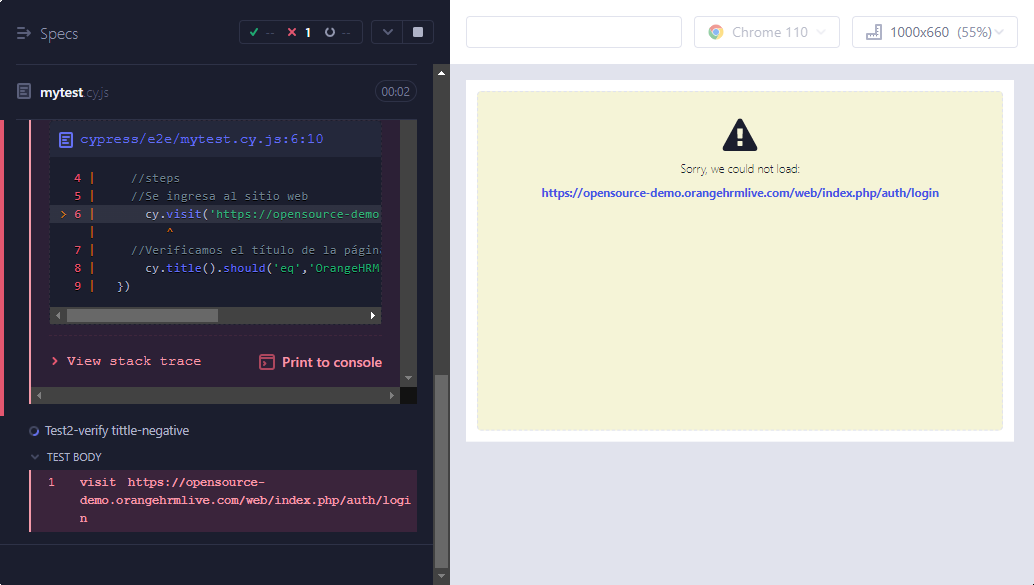 Specs
-- 1 --
Chrome 110
1000x660 (55%)
mytest.cy.js
00:02
cypress/e2e/mytest.cy.js:6:10
4 | //steps
5 | //Se ingresa al sitio web
> 6 | cy.visit('https://opensource-demo
| ^
7 | //Verificamos el título de la página
8 | cy.title().should('eq','OrangeHRM
9 | })
> View stack trace
Print to console
Test2-verify tittle-negative
TEST BODY
1 visit https://opensource-
demo.orangehrmlive.com/web/index.php/auth/logi
n
Sorry, we could not load:
https://opensource-demo.orangehrmlive.com/web/index.php/auth/login